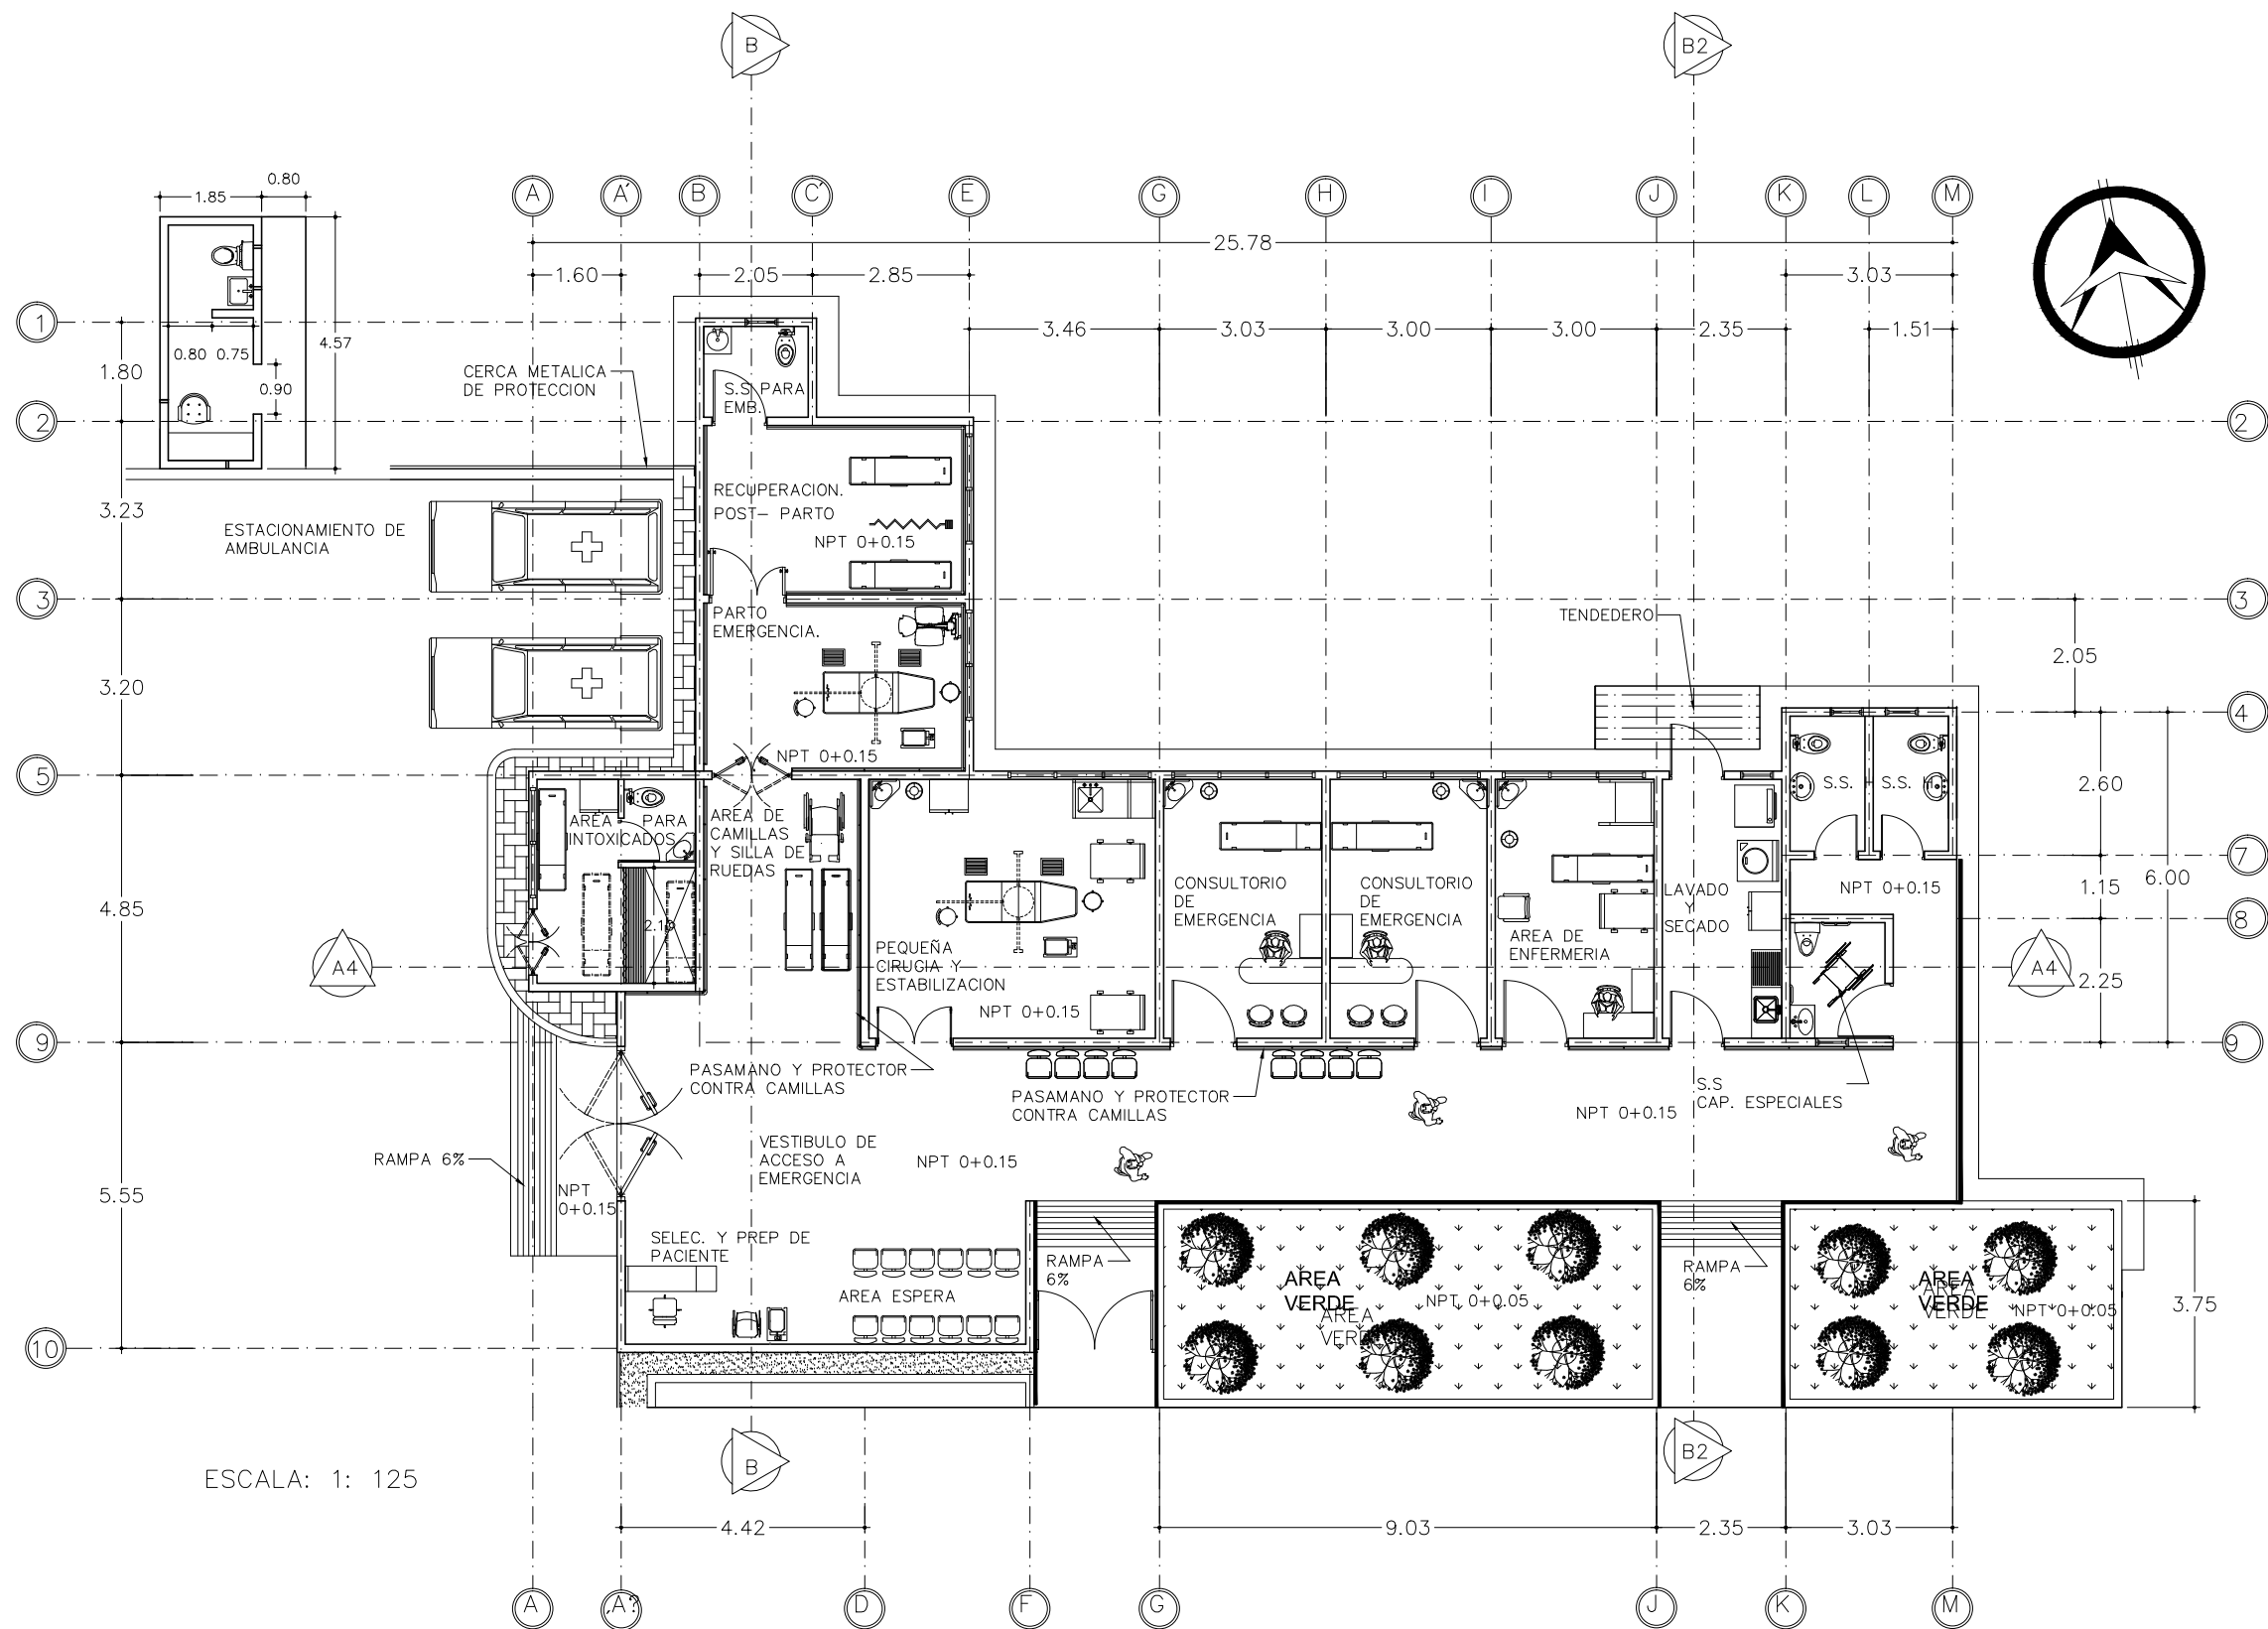 B
B2
A
A'
B
C'
E
G
H
I
J
K
L
M
0.80
1.85
25.78
1.60
2.05
2.85
3.03
3.46
3.03
3.00
3.00
2.35
1.51
1
4.57
0.80 0.75
0.90
1.80
CERCA METALICA
DE PROTECCION
S.S PARA
EMB.
2
2
3.23
ESTACIONAMIENTO DE
AMBULANCIA
RECUPERACION.
POST- PARTO
NPT 0+0.15
3
3
PARTO
EMERGENCIA.
TENDEDERO
2.05
3.20
4
NPT 0+0.15
5
S.S.
S.S.
2.60
AREA PARA
INTOXICADOS
AREA DE
CAMILLAS
Y SILLA DE
RUEDAS
7
CONSULTORIO
DE
EMERGENCIA
CONSULTORIO
DE
EMERGENCIA
LAVADO
Y
SECADO
NPT 0+0.15
1.15
6.00
4.85
8
AREA DE
ENFERMERIA
PEQUEÑA
CIRUGIA Y
ESTABILIZACION
A4
A4
2.25
NPT 0+0.15
9
9
PASAMANO Y PROTECTOR
CONTRA CAMILLAS
PASAMANO Y PROTECTOR
CONTRA CAMILLAS
S.S
CAP. ESPECIALES
NPT 0+0.15
VESTIBULO DE
ACCESO A
EMERGENCIA
NPT 0+0.15
RAMPA 6%
NPT
0+0.15
5.55
SELEC. Y PREP DE
PACIENTE
RAMPA
6%
RAMPA
6%
AREA ESPERA
AREA
VERDE
AREA
VERDE
NPT 0+0.05
AREA
VERDE
AREA
VERDE
NPT 0+0.05
3.75
10
B
B2
ESCALA: 1: 125
4.42
9.03
2.35
3.03
A
A?
D
F
G
J
K
M